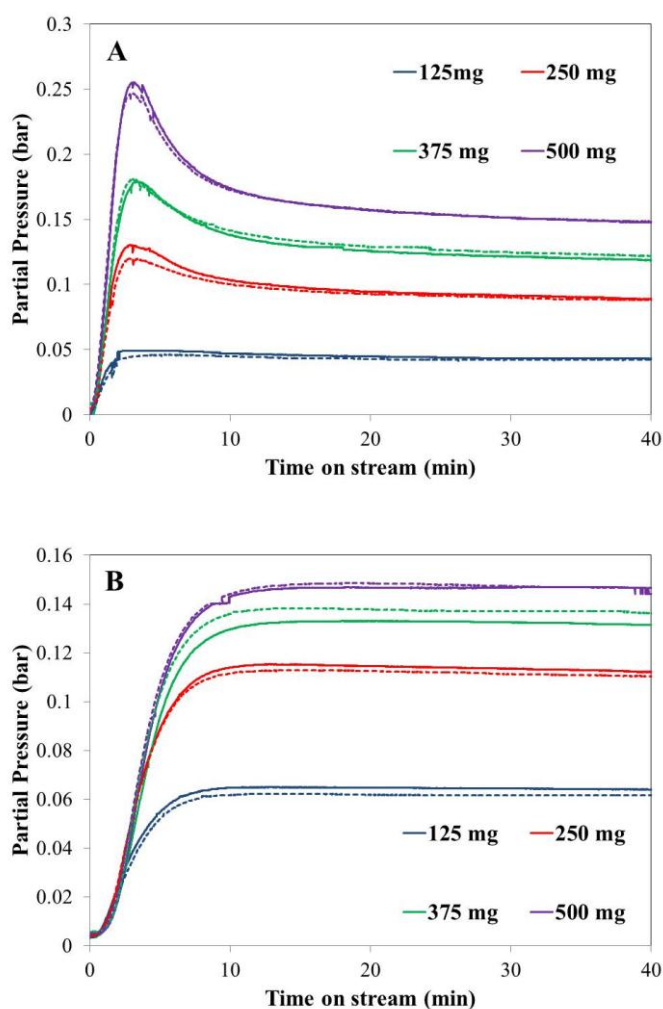 A
0.3
0.25
0.2
0.15
0.1
0.05
0
Partial Pressure (bar)
125mg 250 mg
375 mg 500 mg
0 10 20 30 40
Time on stream (min)
B
0.16
0.14
0.12
0.1
0.08
0.06
0.04
0.02
0
Partial Pressure (bar)
125 mg 250 mg
375 mg 500 mg
0 10 20 30 40
Time on stream (min)